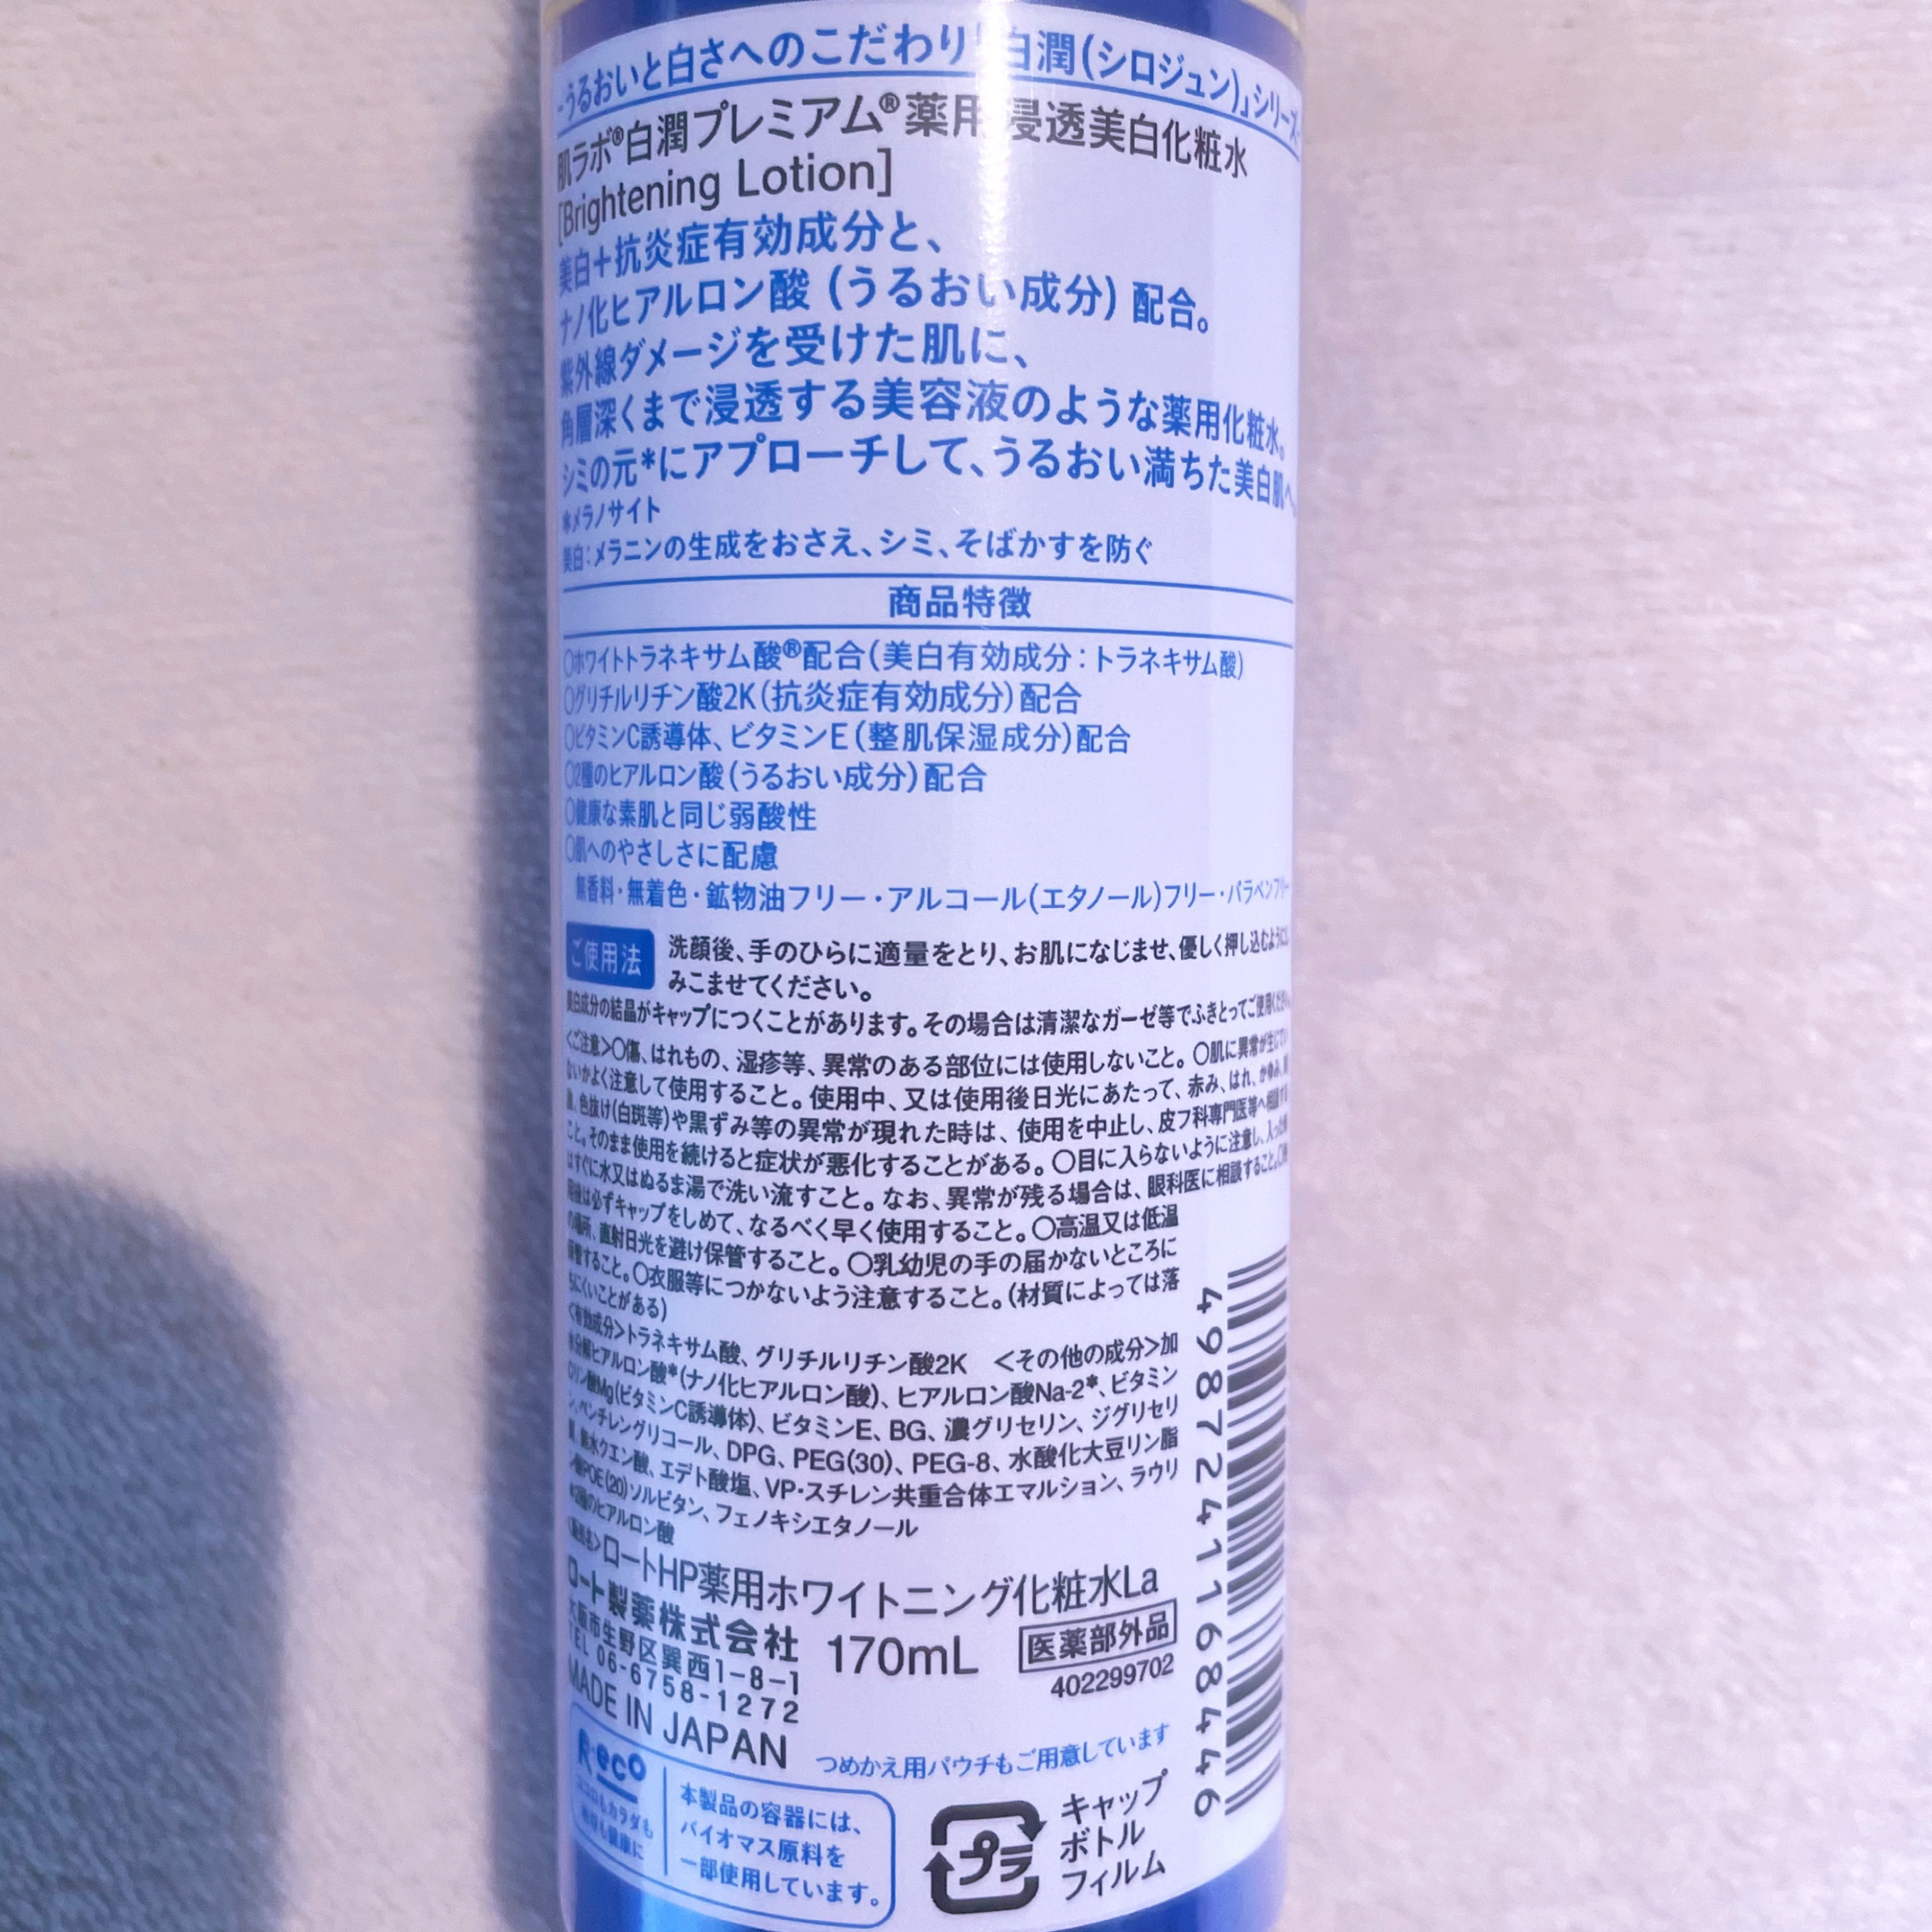 -うるおいと白さへのこだわり「白潤(シロジュン)」シリーズ-
肌ラボ®白潤プレミアム®薬用浸透美白化粧水
[Brightening Lotion]
美白+抗炎症有効成分と、
ナノ化ヒアルロン酸(うるおい成分)配合。
紫外線ダメージを受けた肌に、
角層深くまで浸透する美容液のような薬用化粧水。
シミの元*にアプローチして、うるおい満ちた美白肌へ。
*メラノサイト
美白:メラニンの生成をおさえ、シミ、そばかすを防ぐ
商品特徴
○ホワイトトラネキサム酸®配合(美白有効成分:トラネキサム酸)
○グリチルリチン酸2K(抗炎症有効成分)配合
○ビタミンC誘導体、ビタミンE(整肌保湿成分)配合
○2種のヒアルロン酸(うるおい成分)配合
○健康な素肌と同じ弱酸性
○肌へのやさしさに配慮
無香料・無着色・鉱物油フリー・アルコール(エタノール)フリー・パラベンフリー
ご使用法
洗顔後、手のひらに適量をとり、お肌になじませ、優しく押し込むように
みこませてください。
美白成分の結晶がキャップにつくことがあります。その場合は清潔なガーゼ等でふきとってご使用ください
<ご注意>○傷、はれもの、湿疹等、異常のある部位には使用しないこと。○肌に異常が生じてい
ないかよく注意して使用すること。使用中、又は使用後日光にあたって、赤み、はれ、かゆみ、
激、色抜け(白斑等)や黒ずみ等の異常が現れた時は、使用を中止し、皮フ科専門医等へ相談する
こと。そのまま使用を続けると症状が悪化することがある。○目に入らないように注意し、入った時
はすぐに水又はぬるま湯で洗い流すこと。なお、異常が残る場合は、眼科医に相談すること。○
用後は必ずキャップをしめて、なるべく早く使用すること。○高温又は低温
の場所、直射日光を避け保管すること。○乳幼児の手の届かないところに
保管すること。○衣服等につかないよう注意すること。(材質によっては落
ちにくいことがある)
<有効成分>トラネキサム酸、グリチルリチン酸2K <その他の成分>加
水分解ヒアルロン酸*(ナノ化ヒアルロン酸)、ヒアルロン酸Na-2*、ビタミン
Cリン酸Mg(ビタミンC誘導体)、ビタミンE、BG、濃グリセリン、ジグリセリ
ン、ペンチレングリコール、DPG、PEG(30)、PEG-8、水酸化大豆リン脂
質、無水クエン酸、エデト酸塩、VP・スチレン共重合体エマルション、ラウリ
ン酸POE(20)ソルビタン、フェノキシエタノール
*2種のヒアルロン酸
<販売名>ロートHP薬用ホワイトニング化粧水La
ロート製薬株式会社
大阪市生野区巽西1-8-1
TEL 06-6758-1272
MADE IN JAPAN
170mL
医薬部外品
402299702
4987241168446
つめかえ用パウチもご用意しています
R・eco
ココロもカラダも
地球も健康に
本製品の容器には、
バイオマス原料を
一部使用しています。
プラ
キャップ
ボトル
フィルム